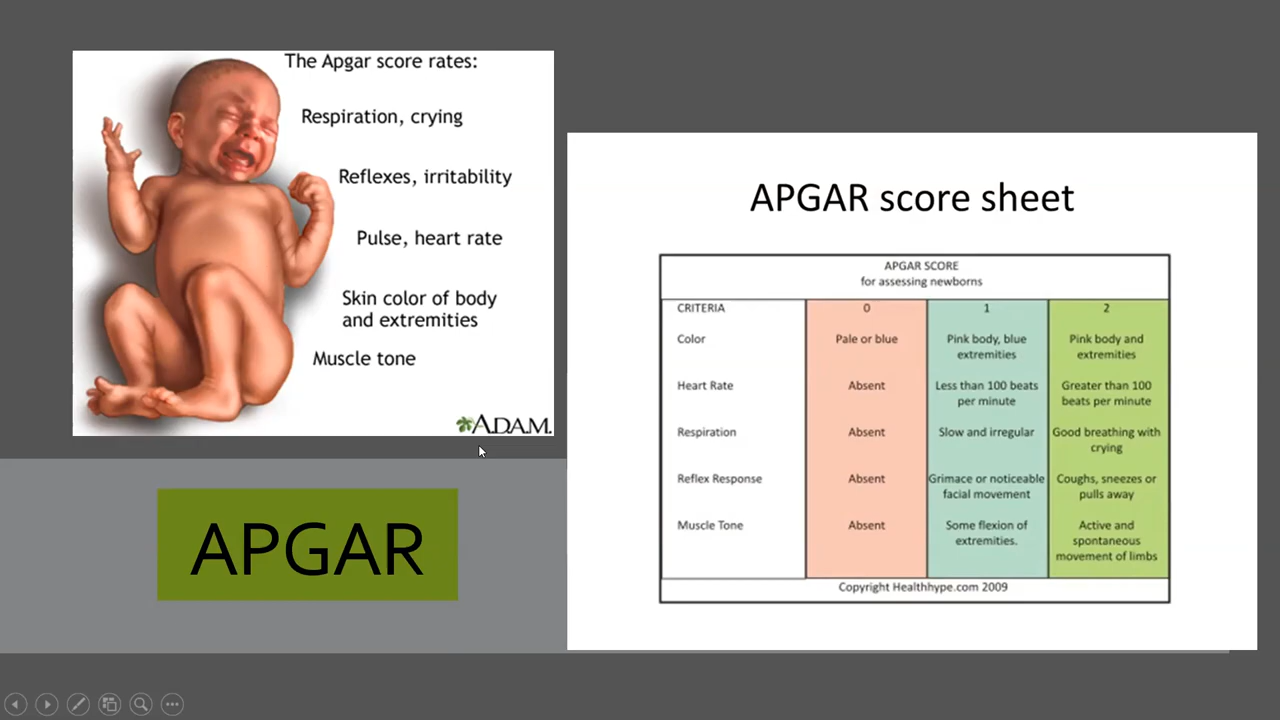 The Apgar score rates:
Respiration, crying
Reflexes, irritability
Pulse, heart rate
Skin color of body
and extremities
Muscle tone
A.D.A.M.
APGAR
APGAR score sheet
APGAR SCORE
for assessing newborns
CRITERIA 0 1 2
Color Pale or blue Pink body, blue Pink body and
extremities extremities
Heart Rate Absent Less than 100 beats Greater than 100
per minute beats per minute
Respiration Absent Slow and irregular Good breathing with
crying
Reflex Response Absent Grimace or noticeable Coughs, sneezes or
facial movement pulls away
Muscle Tone Absent Some flexion of Active and
extremities. spontaneous
movement of limbs
Copyright Healthhype.com 2009